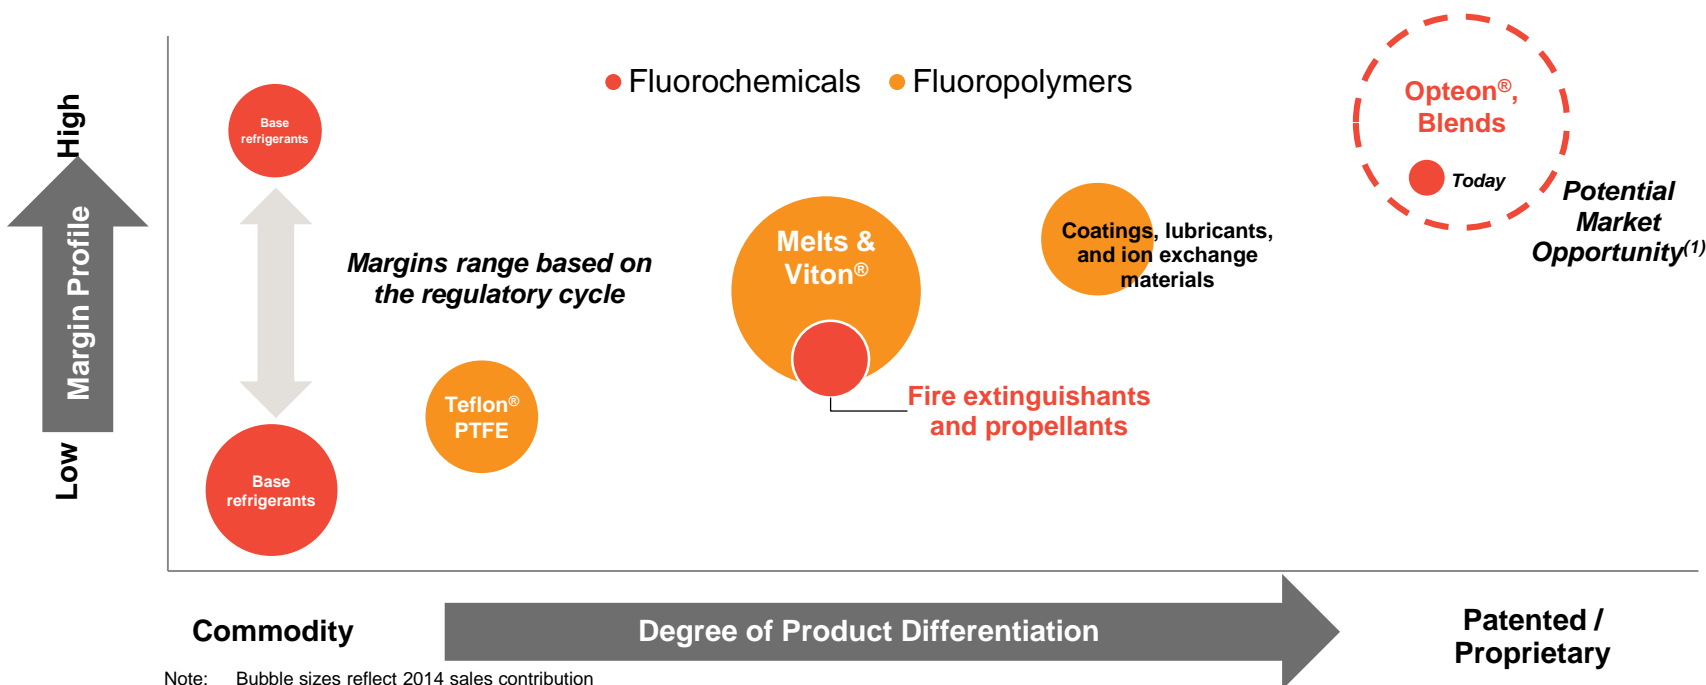 Fluorochemicals
Fluoropolymers
High
Margin Profile
Low
Base
refrigerants
Margins range based on
the regulatory cycle
Base
refrigerants
Teflon®
PTFE
Melts &
Viton®
Fire extinguishants
and propellants
Coatings, lubricants,
and ion exchange
materials
Opteon®,
Blends
Today
Potential
Market
Opportunity(1)
Commodity
Degree of Product Differentiation
Patented /
Proprietary
Note: Bubble sizes reflect 2014 sales contribution